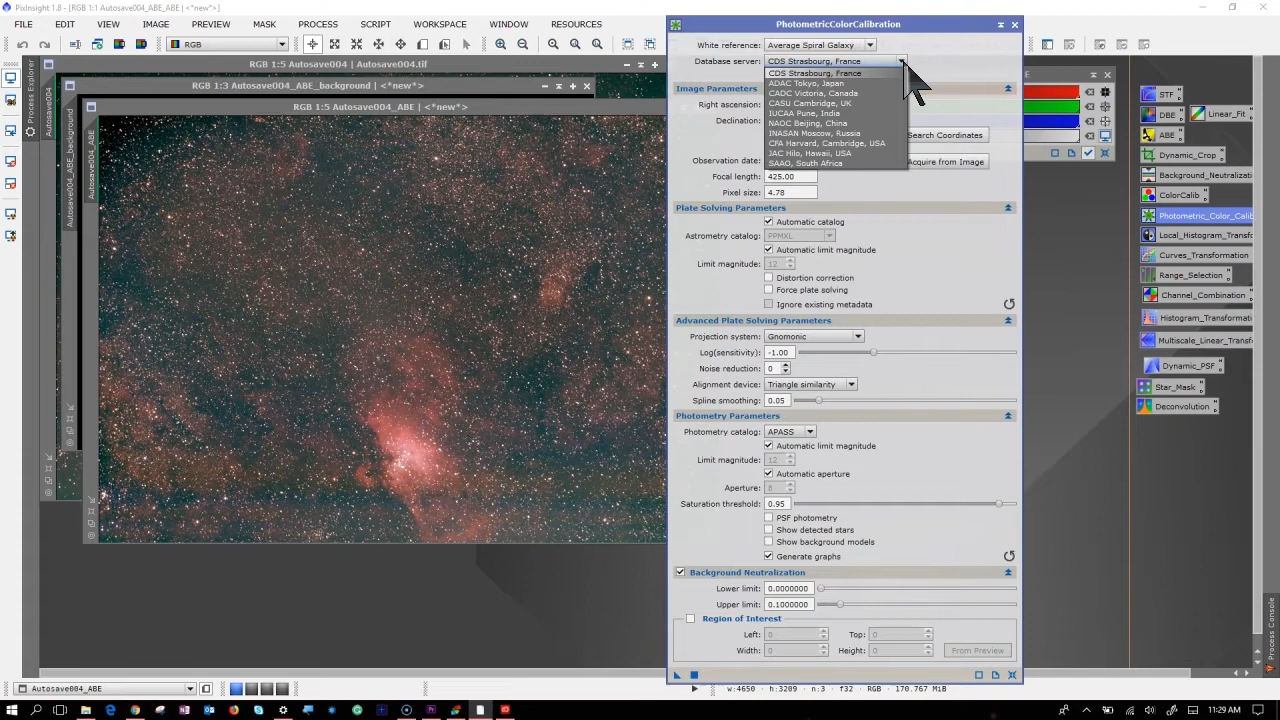 PixInsight 1.8 - RGB 1:1 Autosave004_ABE_ABE | <*new*>
FILE EDIT VIEW IMAGE PREVIEW MASK PROCESS SCRIPT WORKSPACE WINDOW RESOURCES
RGB
RGB 1:5 Autosave004 | Autosave004_1.tif
RGB 1:3 Autosave004_ABE_background | <*new*>
RGB 1:5 Autosave004_ABE | <*new*>
Process Explorer
Autosave004
Autosave004_ABE_background
Autosave004_ABE
PhotometricColorCalibration
White reference: Average Spiral Galaxy
Database server: CDS Strasbourg, France
CDS Strasbourg, France
ADAC Tokyo, Japan
CADC Victoria, Canada
CASU Cambridge, UK
IUCAA Pune, India
NAOC Beijing, China
INASAN Moscow, Russia
CFA Harvard, Cambridge, USA
JAC Hilo, Hawaii, USA
SAAO, South Africa
Image Parameters
Right ascension:
Declination:
Search Coordinates
Observation date:
Acquire from Image
Focal length: 425.00
Pixel size: 4.78
Plate Solving Parameters
Automatic catalog
Astrometry catalog: PPMXL
Automatic limit magnitude
Limit magnitude: 12
Distortion correction
Force plate solving
Ignore existing metadata
Advanced Plate Solving Parameters
Projection system: Gnomonic
Log(sensitivity): -1.00
Noise reduction: 0
Alignment device: Triangle similarity
Spline smoothing: 0.05
Photometry Parameters
Photometry catalog: APASS
Automatic limit magnitude
Limit magnitude: 12
Automatic aperture
Aperture: 8
Saturation threshold: 0.95
PSF photometry
Show detected stars
Show background models
Generate graphs
Background Neutralization
Lower limit: 0.0000000
Upper limit: 0.1000000
Region of Interest
Left: 0 Top: 0
Width: 0 Height: 0 From Preview
STF
DBE
Linear_Fit
ABE
Dynamic_Crop
Background_Neutralizatio
ColorCalib
Photometric_Color_Calib
Local_Histogram_Transfo
Curves_Transformation
Range_Selection
Channel_Combination
Histogram_Transformati
Multiscale_Linear_Transf
Dynamic_PSF
Star_Mask
Deconvolution
Process Console
Autosave004_ABE
w:4650 · h:3209 · n:3 · f32 · RGB · 170.767 MiB
11:29 AM